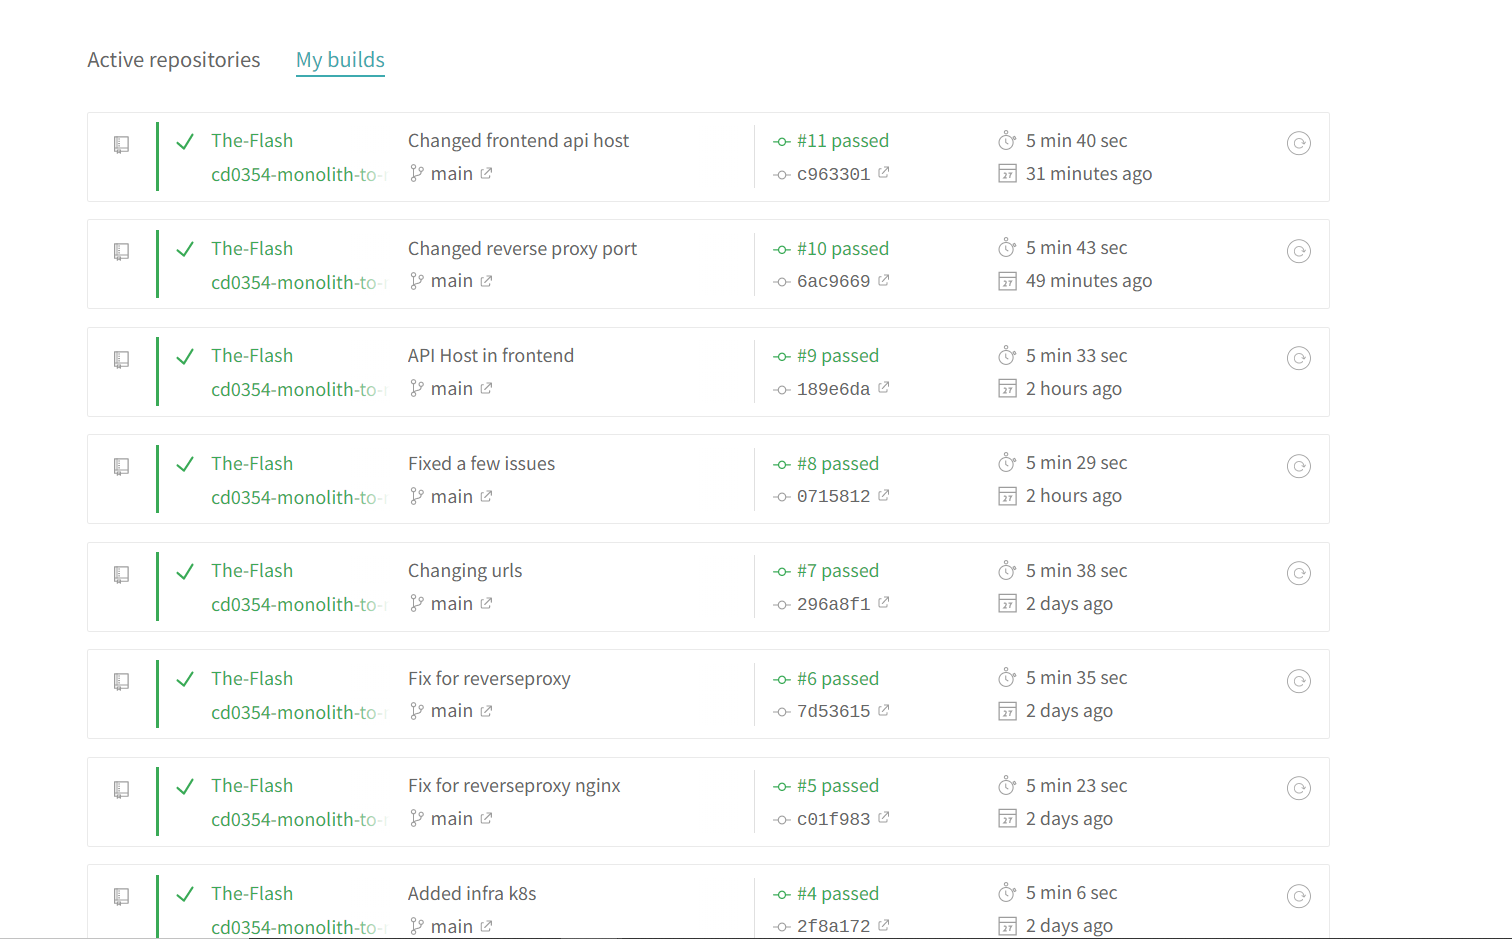 Active repositories My builds
The-Flash Changed frontend api host #11 passed 5 min 40 sec
cd0354-monolith-to- main c963301 31 minutes ago
The-Flash Changed reverse proxy port #10 passed 5 min 43 sec
cd0354-monolith-to- main 6ac9669 49 minutes ago
The-Flash API Host in frontend #9 passed 5 min 33 sec
cd0354-monolith-to- main 189e6da 2 hours ago
The-Flash Fixed a few issues #8 passed 5 min 29 sec
cd0354-monolith-to- main 0715812 2 hours ago
The-Flash Changing urls #7 passed 5 min 38 sec
cd0354-monolith-to- main 296a8f1 2 days ago
The-Flash Fix for reverseproxy #6 passed 5 min 35 sec
cd0354-monolith-to- main 7d53615 2 days ago
The-Flash Fix for reverseproxy nginx #5 passed 5 min 23 sec
cd0354-monolith-to- main c01f983 2 days ago
The-Flash Added infra k8s #4 passed 5 min 6 sec
cd0354-monolith-to- main 2f8a172 2 days ago